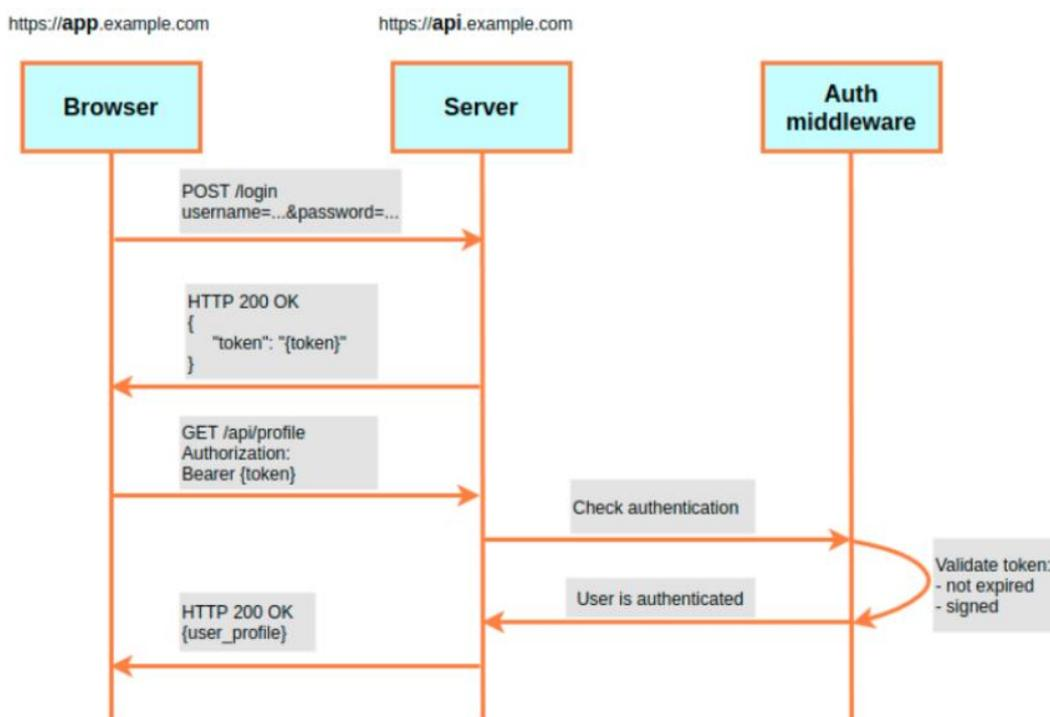 https://app.example.com
https://api.example.com
Browser
Server
Auth
middleware
POST /login
username=...&password=...
HTTP 200 OK
{
"token": "{token}"
}
GET /api/profile
Authorization:
Bearer {token}
Check authentication
Validate token:
- not expired
- signed
User is authenticated
HTTP 200 OK
{user_profile}